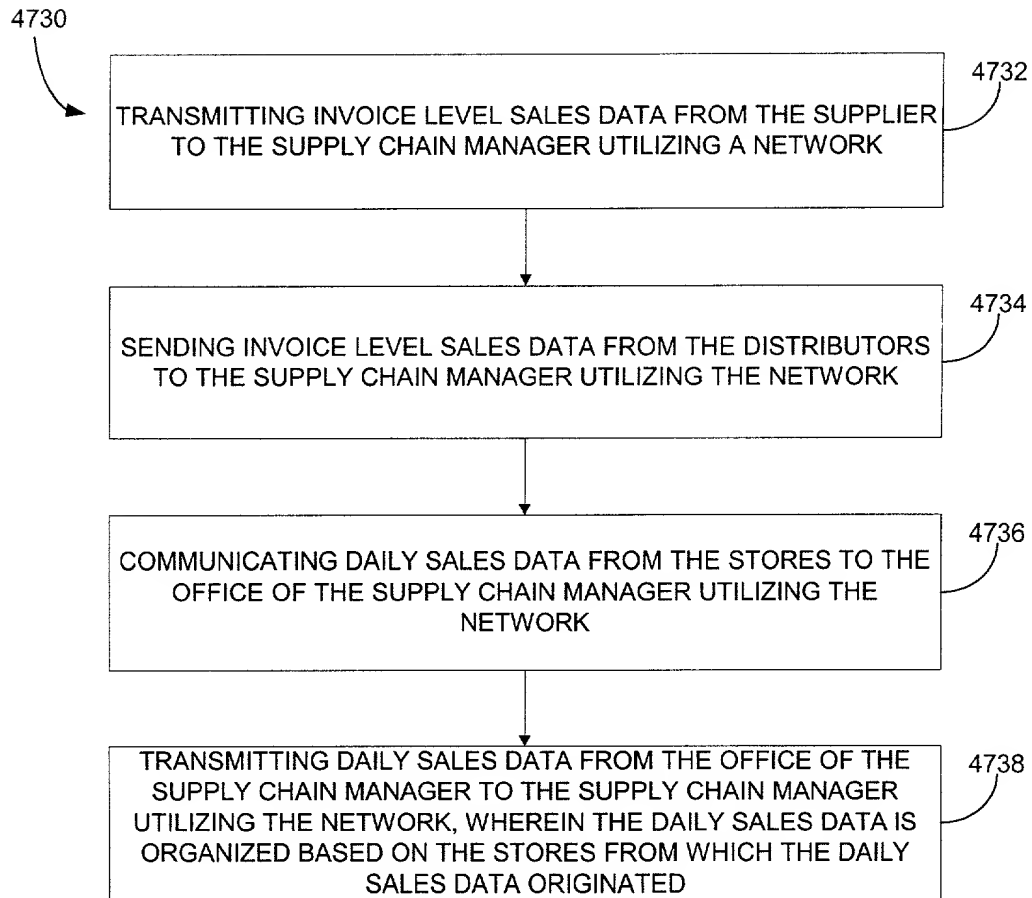 4730
4732
TRANSMITTING INVOICE LEVEL SALES DATA FROM THE SUPPLIER
TO THE SUPPLY CHAIN MANAGER UTILIZING A NETWORK
4734
SENDING INVOICE LEVEL SALES DATA FROM THE DISTRIBUTORS
TO THE SUPPLY CHAIN MANAGER UTILIZING THE NETWORK
4736
COMMUNICATING DAILY SALES DATA FROM THE STORES TO THE
OFFICE OF THE SUPPLY CHAIN MANAGER UTILIZING THE
NETWORK
4738
TRANSMITTING DAILY SALES DATA FROM THE OFFICE OF THE
SUPPLY CHAIN MANAGER TO THE SUPPLY CHAIN MANAGER
UTILIZING THE NETWORK, WHEREIN THE DAILY SALES DATA IS
ORGANIZED BASED ON THE STORES FROM WHICH THE DAILY
SALES DATA ORIGINATED